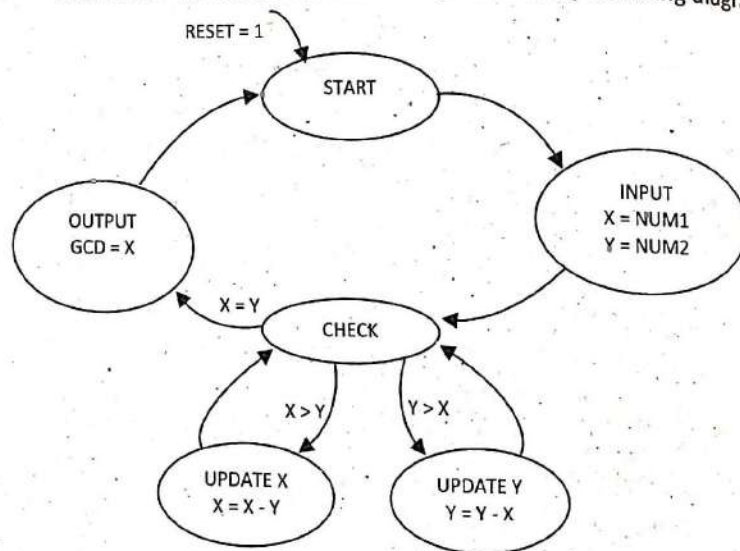 RESET = 1
START
INPUT
X = NUM1
Y = NUM2
OUTPUT
GCD = X
X = Y
CHECK
X > Y
Y > X
UPDATE X
X = X - Y
UPDATE Y
Y = Y - X